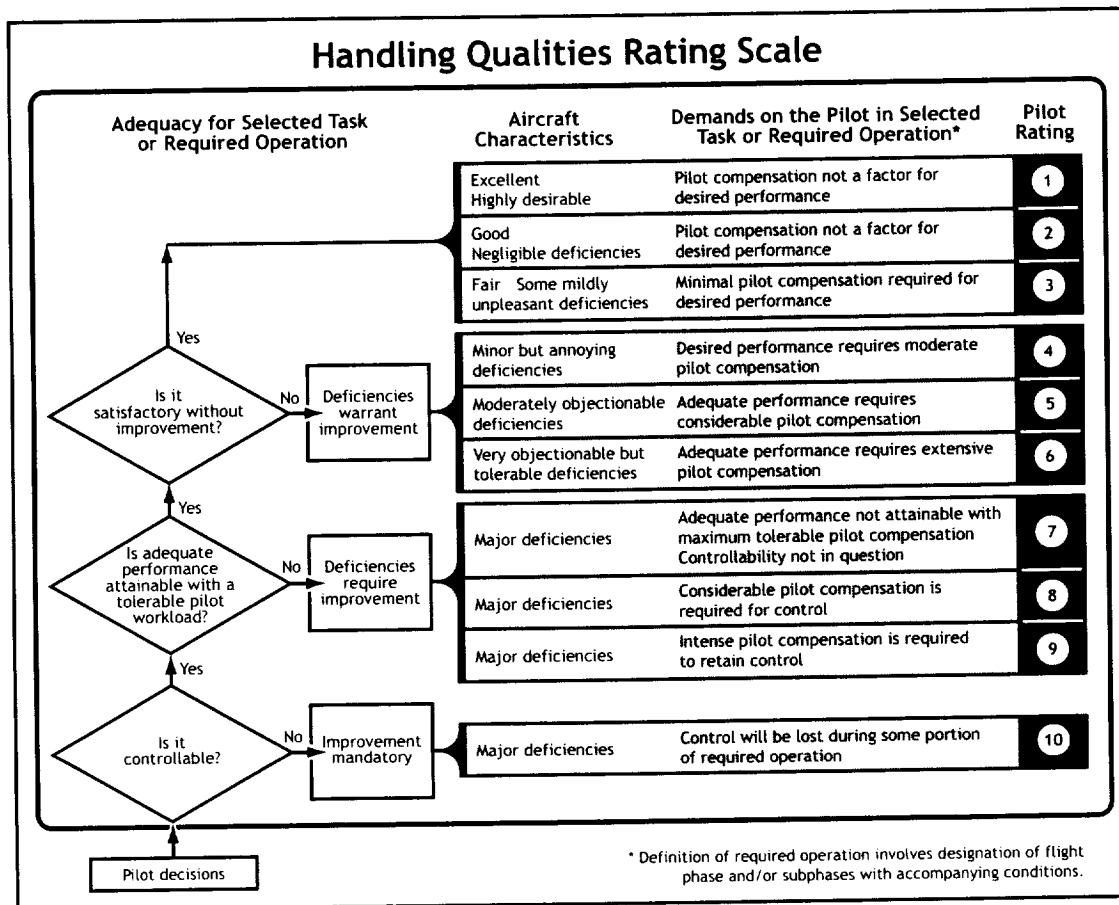 Handling Qualities Rating Scale
Adequacy for Selected Task
or Required Operation
Aircraft
Characteristics
Demands on the Pilot in Selected
Task or Required Operation*
Pilot
Rating
Excellent
Highly desirable
Pilot compensation not a factor for
desired performance
1
Good
Negligible deficiencies
Pilot compensation not a factor for
desired performance
2
Fair Some mildly
unpleasant deficiencies
Minimal pilot compensation required for
desired performance
3
Yes
Is it
satisfactory without
improvement?
No
Deficiencies
warrant
improvement
Minor but annoying
deficiencies
Desired performance requires moderate
pilot compensation
4
Moderately objectionable
deficiencies
Adequate performance requires
considerable pilot compensation
5
Very objectionable but
tolerable deficiencies
Adequate performance requires extensive
pilot compensation
6
Yes
Is adequate
performance
attainable with a
tolerable pilot
workload?
No
Deficiencies
require
improvement
Major deficiencies
Adequate performance not attainable with
maximum tolerable pilot compensation
Controllability not in question
7
Major deficiencies
Considerable pilot compensation is
required for control
8
Major deficiencies
Intense pilot compensation is required
to retain control
9
Yes
Is it
controllable?
No
Improvement
mandatory
Major deficiencies
Control will be lost during some portion
of required operation
10
Pilot decisions
* Definition of required operation involves designation of flight
phase and/or subphases with accompanying conditions.